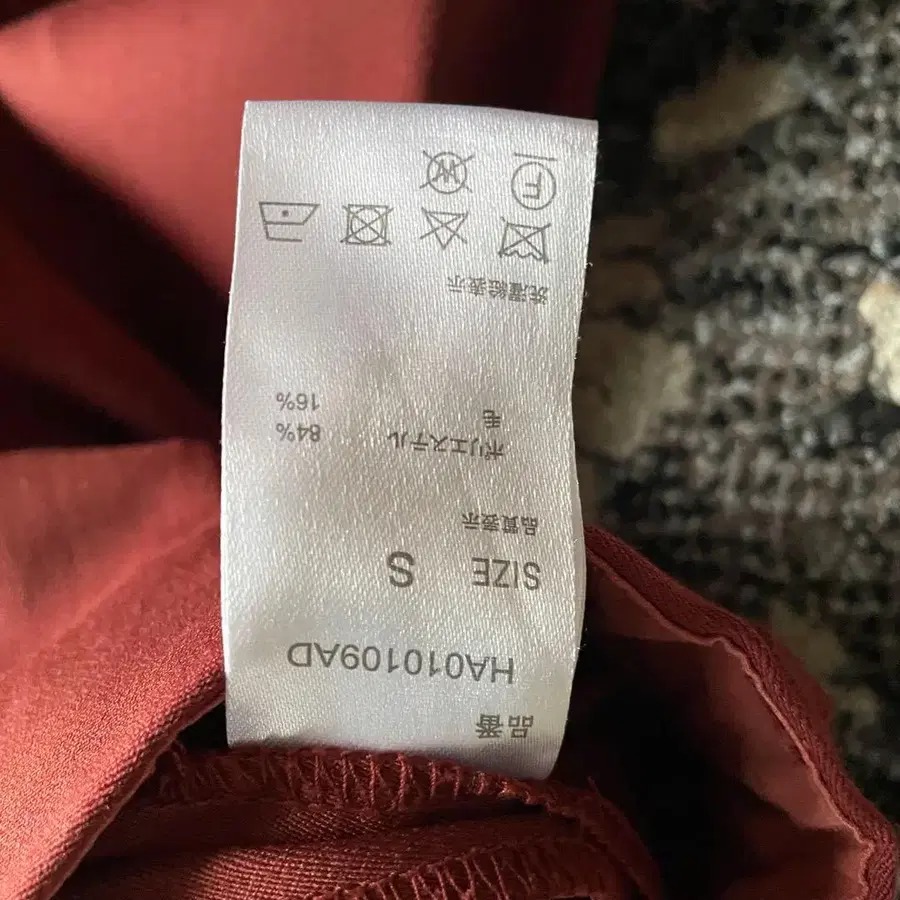 品番
HA010109AD
SIZE S
品質表示
ポリエステル 84%
毛 16%
洗濯絵表示
F W